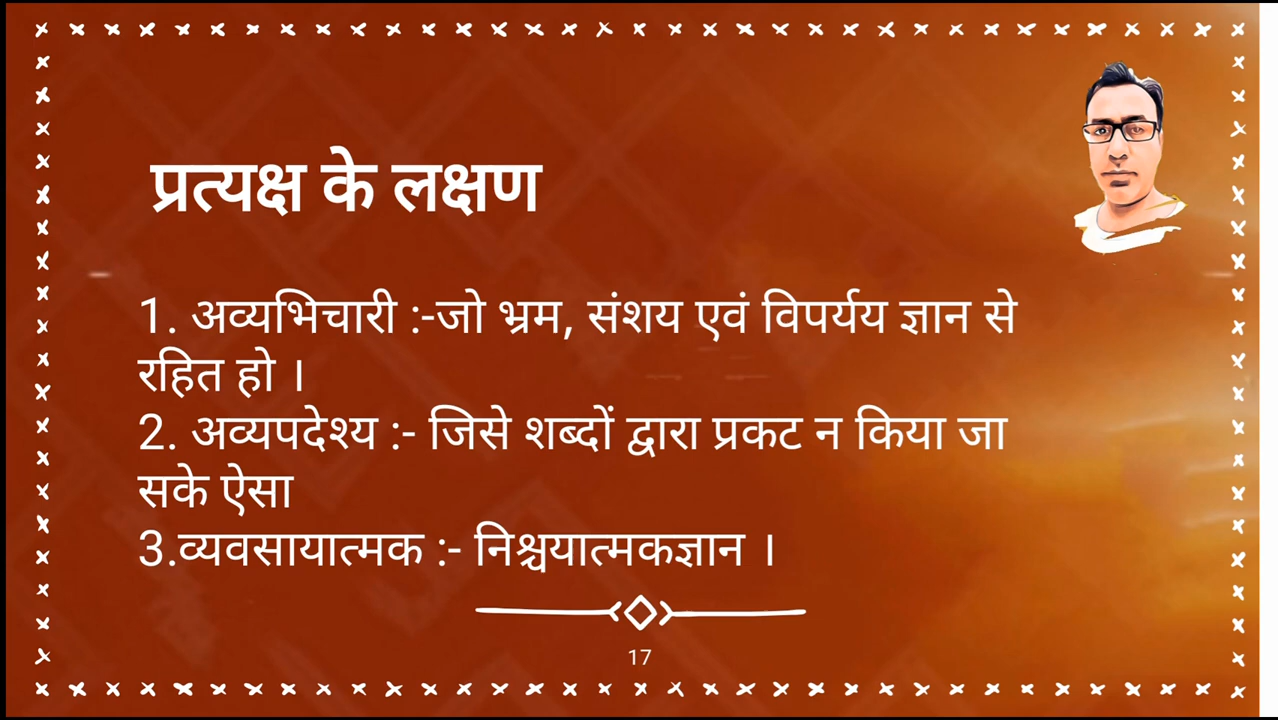 प्रत्यक्ष के लक्षण
1. अव्यभिचारी :-जो भ्रम, संशय एवं विपर्यय ज्ञान से
रहित हो ।
2. अव्यपदेश्य :- जिसे शब्दों द्वारा प्रकट न किया जा
सके ऐसा
3.व्यवसायात्मक :- निश्चयात्मकज्ञान ।
17